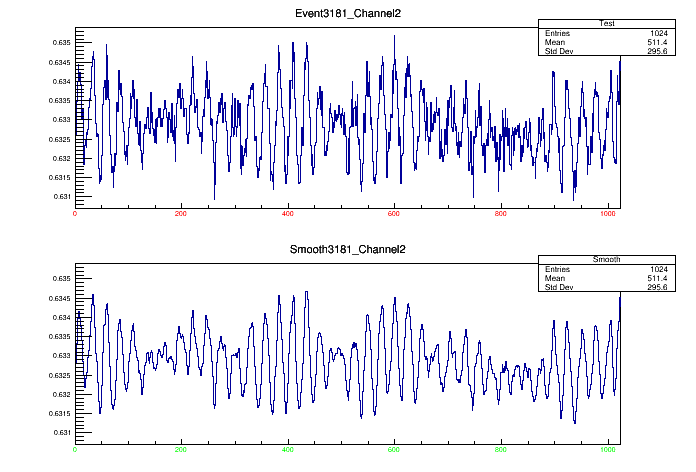 Event3181_Channel2
Test
Entries 1024
Mean 511.4
Std Dev 295.6
0.635
0.6345
0.634
0.6335
0.633
0.6325
0.632
0.6315
0.631
0 200 400 600 800 1000
Smooth3181_Channel2
Smooth
Entries 1024
Mean 511.4
Std Dev 295.6
0.635
0.6345
0.634
0.6335
0.633
0.6325
0.632
0.6315
0.631
0 200 400 600 800 1000